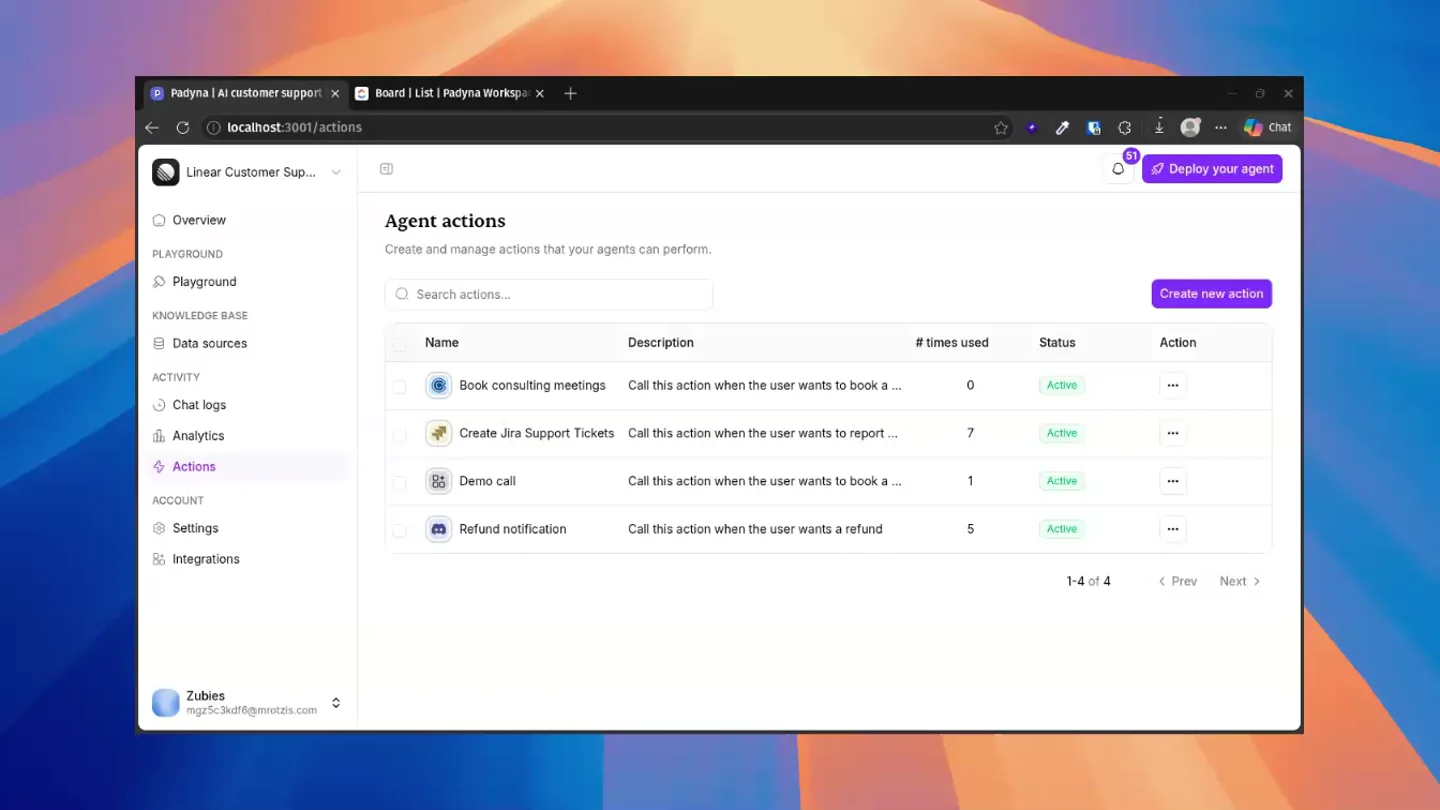 Padyna | AI customer support
Board | List | Padyna Workspa
localhost:3001/actions
Chat
Linear Customer Sup...
51
Deploy your agent
Overview
PLAYGROUND
Playground
KNOWLEDGE BASE
Data sources
ACTIVITY
Chat logs
Analytics
Actions
ACCOUNT
Settings
Integrations
Zubies
mgz5c3kdf6@mrotzis.com
Agent actions
Create and manage actions that your agents can perform.
Search actions...
Create new action
Name Description # times used Status Action
Book consulting meetings Call this action when the user wants to book a ... 0 Active ...
Create Jira Support Tickets Call this action when the user wants to report ... 7 Active ...
Demo call Call this action when the user wants to book a ... 1 Active ...
Refund notification Call this action when the user wants a refund 5 Active ...
1-4 of 4 Prev Next